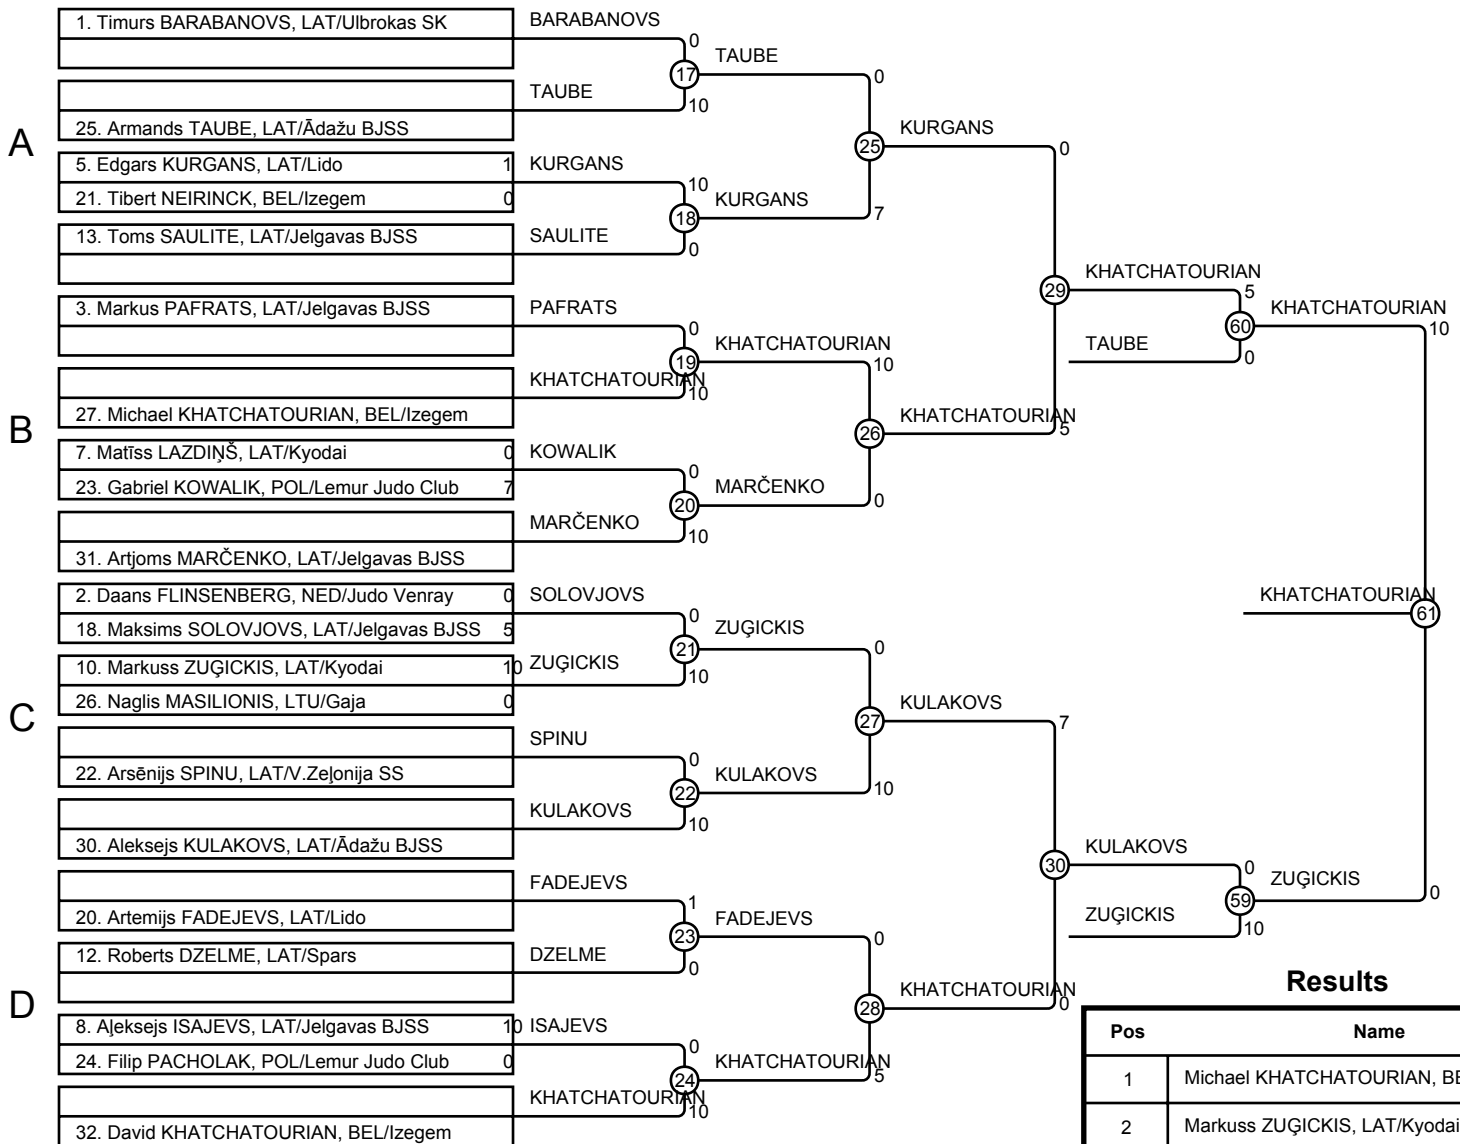 A
1. Timurs BARABANOVS, LAT/Ulbrokas SK
25. Armands TAUBE, LAT/Ādažu BJSS
5. Edgars KURGANS, LAT/Lido 1
21. Tibert NEIRINCK, BEL/Izegem 0
13. Toms SAULITE, LAT/Jelgavas BJSS
B
3. Markus PAFRATS, LAT/Jelgavas BJSS
27. Michael KHATCHATOURIAN, BEL/Izegem
7. Matīss LAZDIŅŠ, LAT/Kyodai 0
23. Gabriel KOWALIK, POL/Lemur Judo Club 7
31. Artjoms MARČENKO, LAT/Jelgavas BJSS
C
2. Daans FLINSENBERG, NED/Judo Venray 0
18. Maksims SOLOVJOVS, LAT/Jelgavas BJSS 5
10. Markuss ZUĢICKIS, LAT/Kyodai 10
26. Naglis MASILIONIS, LTU/Gaja 0
22. Arsēnijs SPINU, LAT/V.Zeļonija SS
30. Aleksejs KULAKOVS, LAT/Ādažu BJSS
D
20. Artemijs FADEJEVS, LAT/Lido
12. Roberts DZELME, LAT/Spars
8. Aļeksejs ISAJEVS, LAT/Jelgavas BJSS 10
24. Filip PACHOLAK, POL/Lemur Judo Club 0
32. David KHATCHATOURIAN, BEL/Izegem
BARABANOVS 0
17
TAUBE 10
KURGANS 10
18
SAULITE 0
PAFRATS 0
19
KHATCHATOURIAN 10
KOWALIK 0
20
MARČENKO 10
SOLOVJOVS 0
21
ZUĢICKIS 10
SPINU 0
22
KULAKOVS 10
FADEJEVS 1
23
DZELME 0
ISAJEVS 0
24
KHATCHATOURIAN 10
TAUBE 0
25
KURGANS 7
KHATCHATOURIAN 10
26
MARČENKO 0
ZUĢICKIS 0
27
KULAKOVS 10
FADEJEVS 0
28
KHATCHATOURIAN 5
KURGANS 0
29
KHATCHATOURIAN 5
KULAKOVS 7
30
KHATCHATOURIAN 0
KHATCHATOURIAN 5
60
TAUBE 0
KULAKOVS 0
59
ZUĢICKIS 10
KHATCHATOURIAN 10
KHATCHATOURIAN 61
ZUĢICKIS 0
Results
Pos Name
1 Michael KHATCHATOURIAN, BE
2 Markuss ZUĢICKIS, LAT/Kyodai